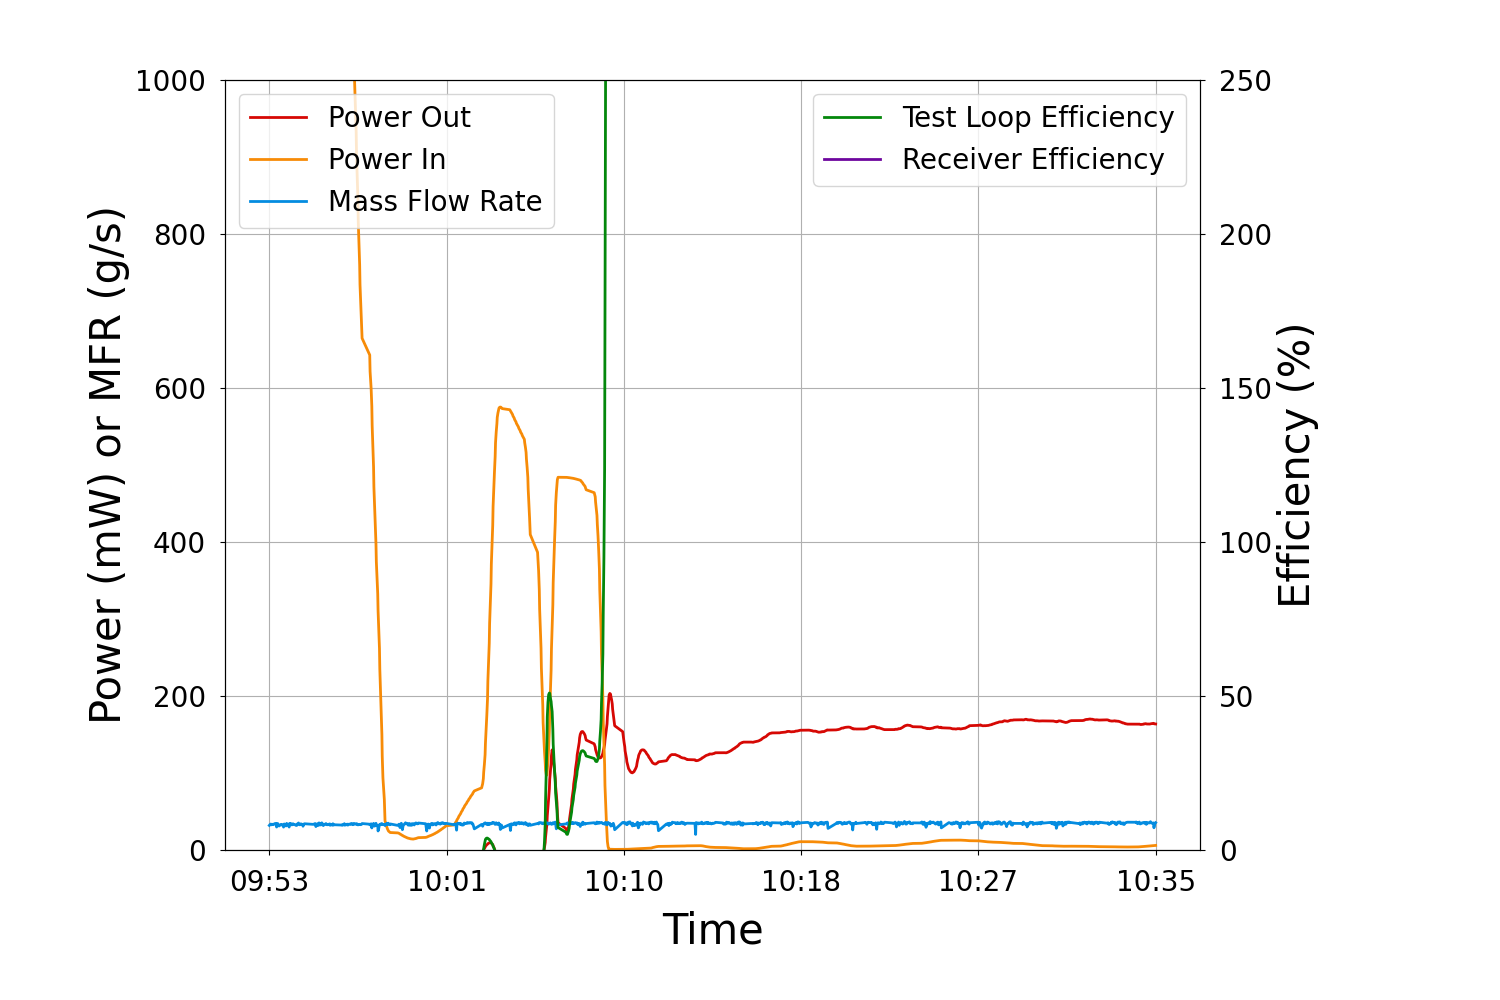 1000
800
600
400
200
0
Power (mW) or MFR (g/s)
Power Out
Power In
Mass Flow Rate
Test Loop Efficiency
Receiver Efficiency
250
200
150
100
50
0
Efficiency (%)
09:53 10:01 10:10 10:18 10:27 10:35
Time